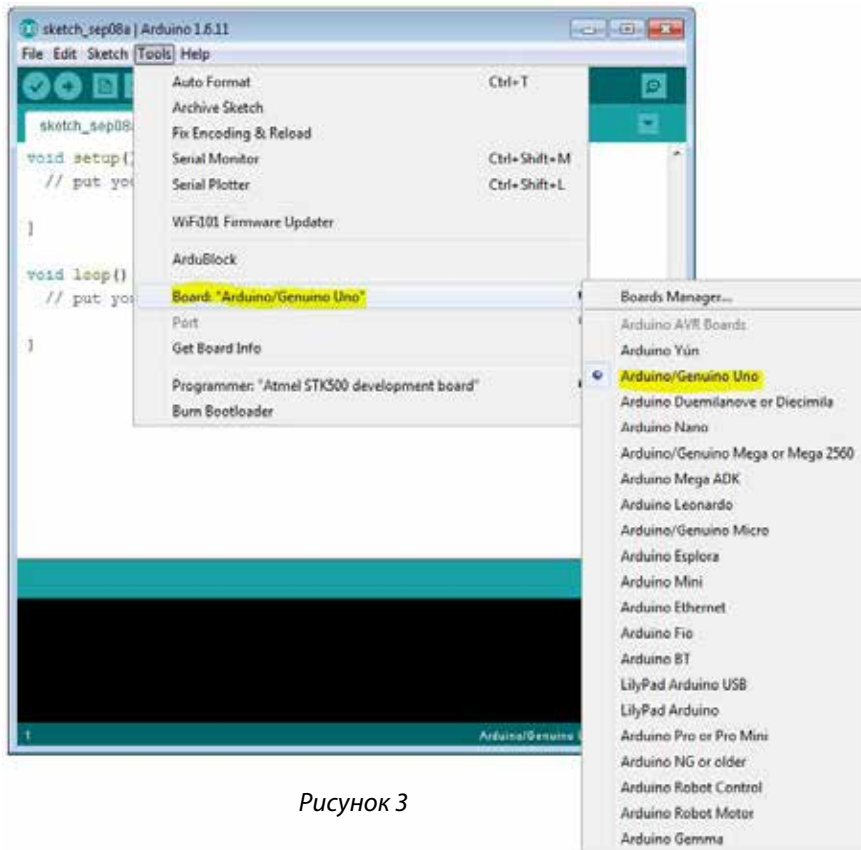 sketch_sep08a | Arduino 1.6.11
File Edit Sketch Tools Help
Auto Format Ctrl+T
Archive Sketch
Fix Encoding & Reload
Serial Monitor Ctrl+Shift+M
Serial Plotter Ctrl+Shift+L
WiFi101 Firmware Updater
ArduBlock
Board: "Arduino/Genuino Uno"
Port
Get Board Info
Programmer: "Atmel STK500 development board"
Burn Bootloader
sketch_sep08a
void setup()
// put you
}
void loop()
// put you
}
Boards Manager...
Arduino AVR Boards
Arduino Yún
Arduino/Genuino Uno
Arduino Duemilanove or Diecimila
Arduino Nano
Arduino/Genuino Mega or Mega 2560
Arduino Mega ADK
Arduino Leonardo
Arduino/Genuino Micro
Arduino Esplora
Arduino Mini
Arduino Ethernet
Arduino Fio
Arduino BT
LilyPad Arduino USB
LilyPad Arduino
Arduino Pro or Pro Mini
Arduino NG or older
Arduino Robot Control
Arduino Robot Motor
Arduino Gemma
1 Arduino/Genuino
Рисунок 3